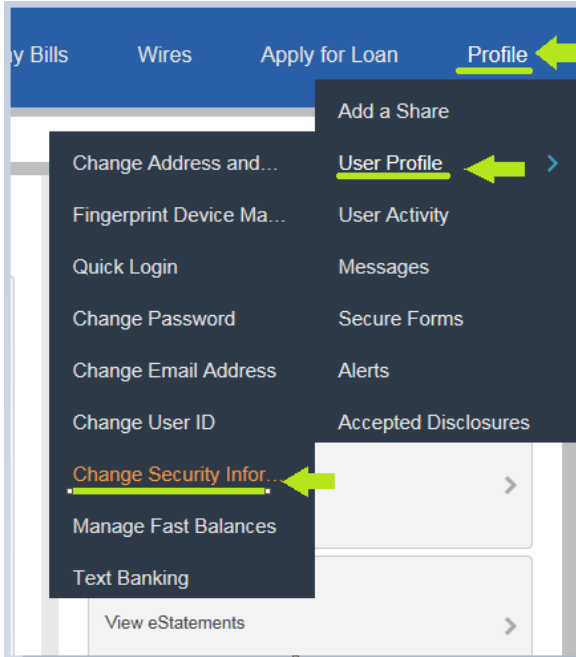 y Bills Wires Apply for Loan Profile
Add a Share
User Profile
User Activity
Messages
Secure Forms
Alerts
Accepted Disclosures
Change Address and...
Fingerprint Device Ma...
Quick Login
Change Password
Change Email Address
Change User ID
Change Security Infor...
Manage Fast Balances
Text Banking
View eStatements